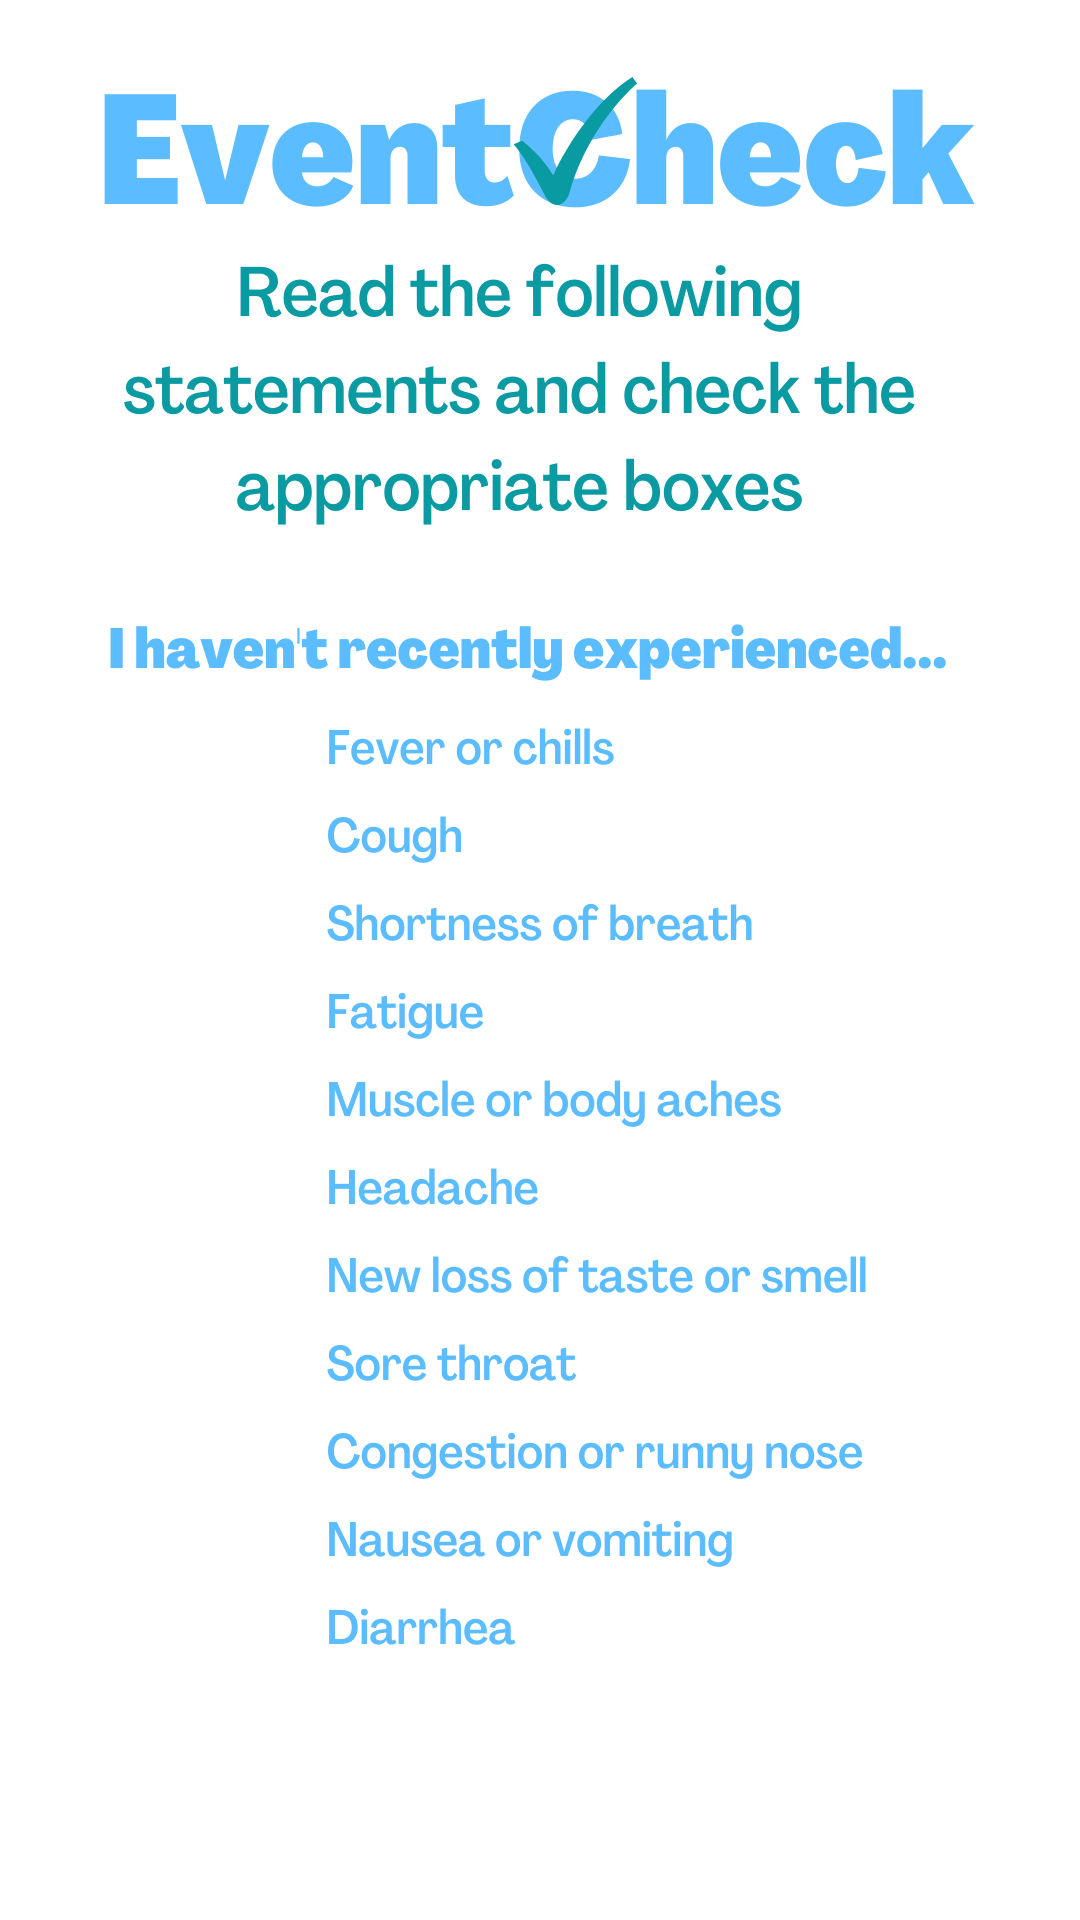 EventCheck
Read the following
statements and check the
appropriate boxes
I haven't recently experienced...
Fever or chills
Cough
Shortness of breath
Fatigue
Muscle or body aches
Headache
New loss of taste or smell
Sore throat
Congestion or runny nose
Nausea or vomiting
Diarrhea